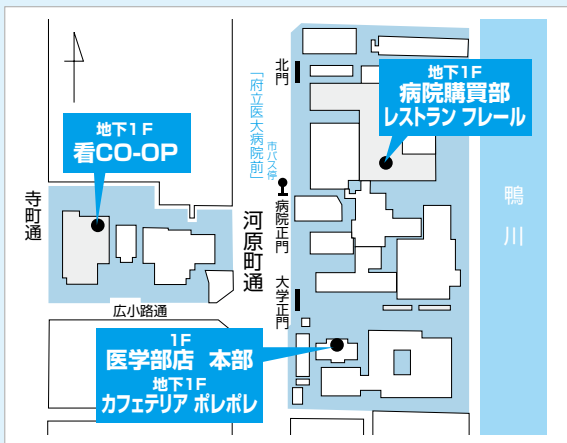 北門
地下1F
病院購買部
レストラン フレール
「府立医大病院前」
市バス停
地下1F
看CO-OP
寺町通
河原町通
病院正門
鴨川
大学正門
広小路通
1F
医学部店 本部
地下1F
カフェテリア ポレポレ